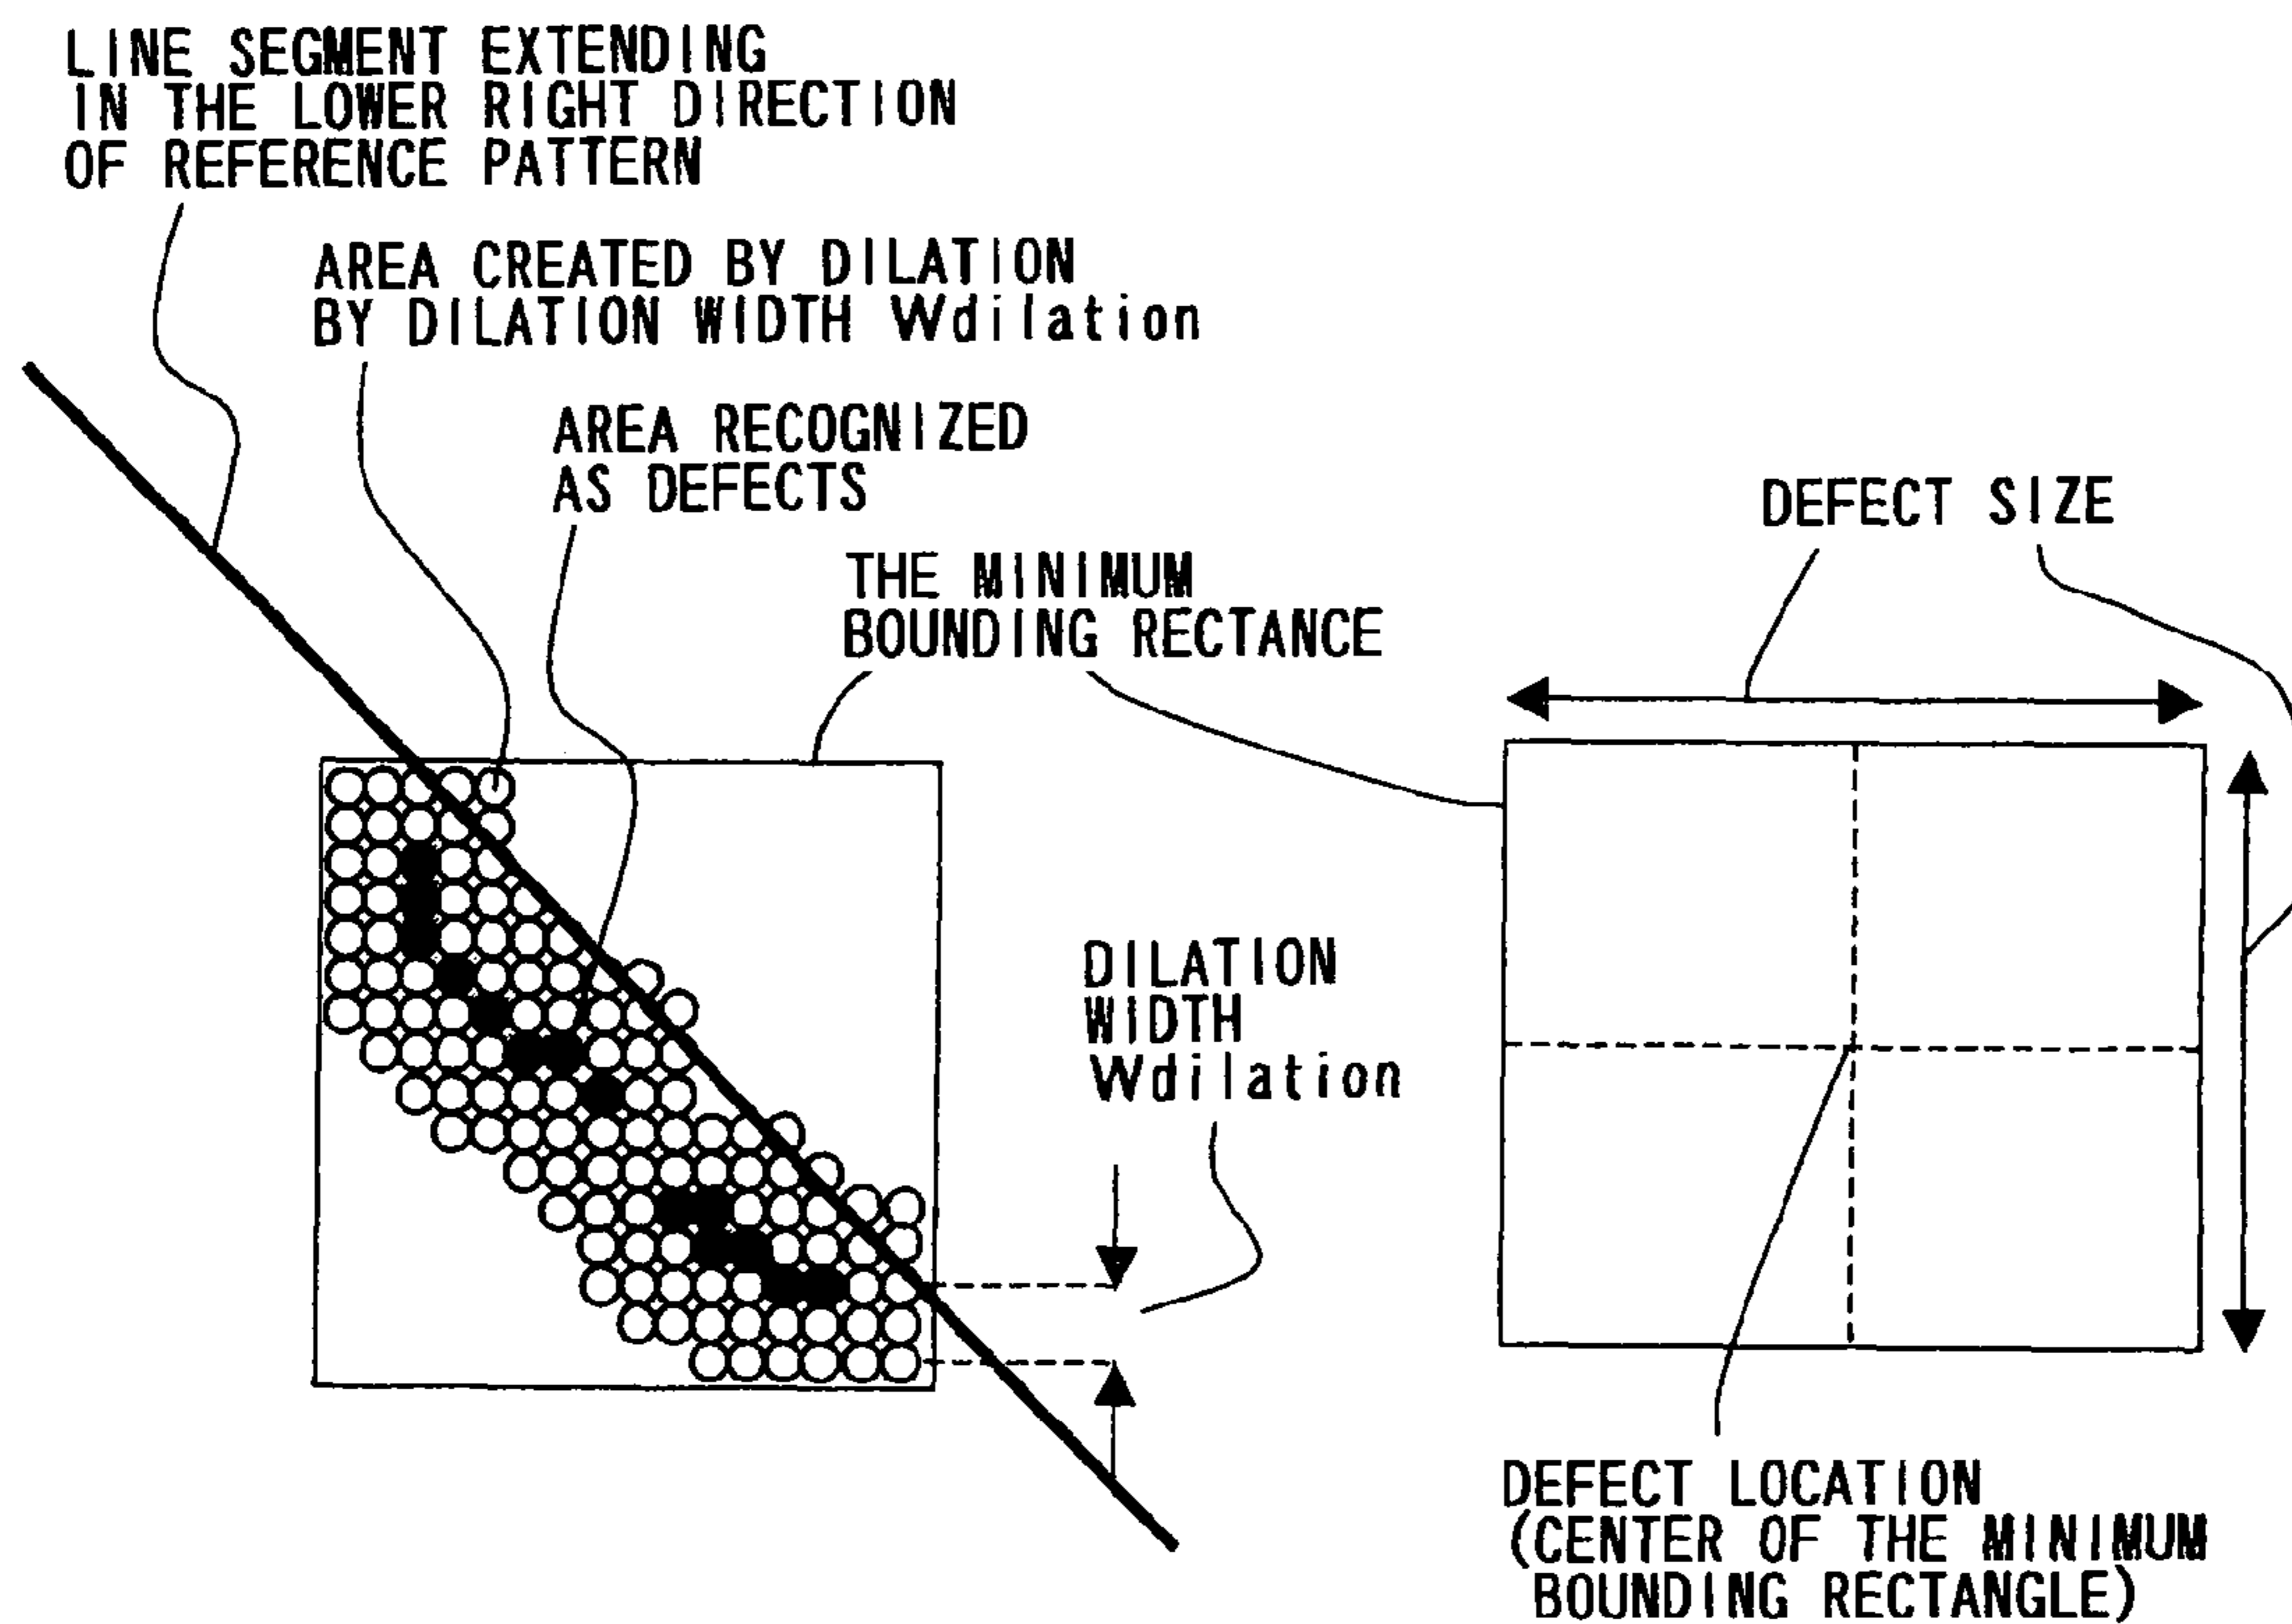 LINE SEGMENT EXTENDING
IN THE LOWER RIGHT DIRECTION
OF REFERENCE PATTERN
AREA CREATED BY DILATION
BY DILATION WIDTH Wdilation
AREA RECOGNIZED
AS DEFECTS
THE MINIMUM
BOUNDING RECTANCE
DEFECT SIZE
DILATION
WIDTH
Wdilation
DEFECT LOCATION
(CENTER OF THE MINIMUM
BOUNDING RECTANGLE)